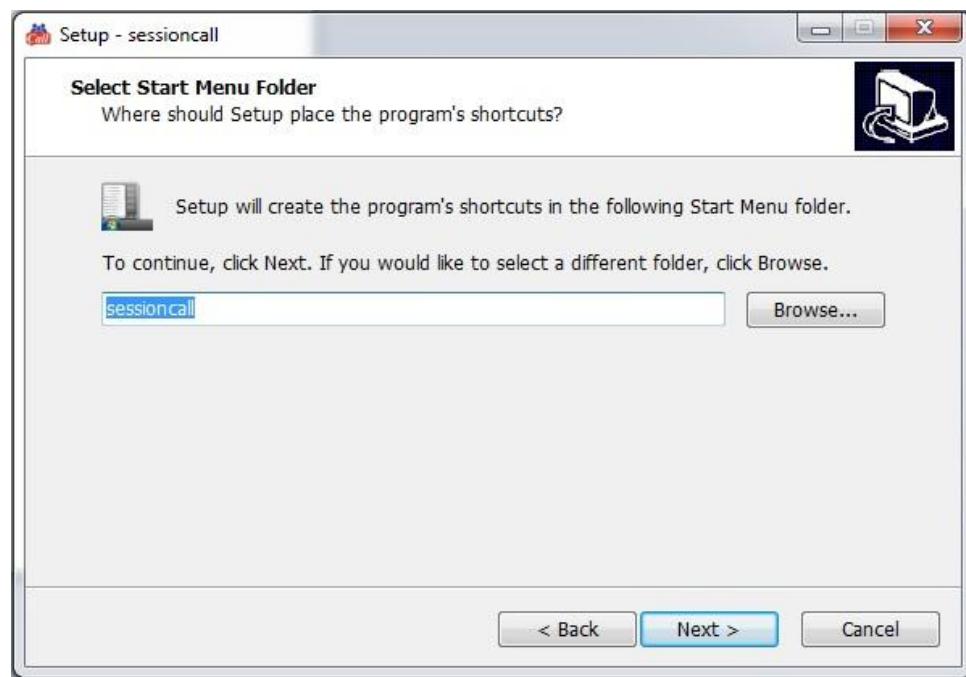 Setup - sessioncall
Select Start Menu Folder
Where should Setup place the program's shortcuts?
Setup will create the program's shortcuts in the following Start Menu folder.
To continue, click Next. If you would like to select a different folder, click Browse.
sessioncall
Browse...
< Back
Next >
Cancel